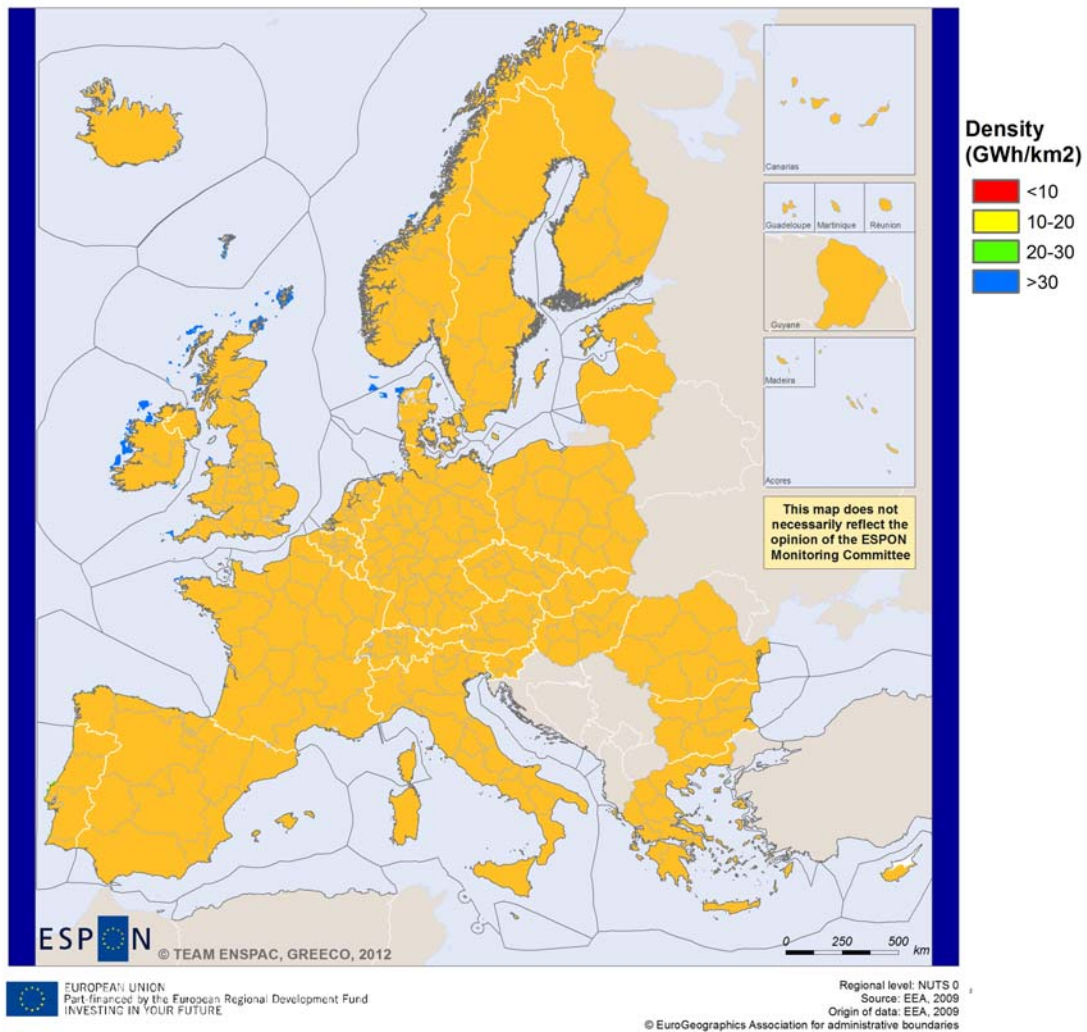 Density
(GWh/km2)
<10
10-20
20-30
>30
Canarias
Guadeloupe
Martinique
Réunion
Guyane
Madeira
Acores
This map does not
necessarily reflect the
opinion of the ESPON
Monitoring Committee
ESPON
© TEAM ENSPAC, GREECO, 2012
0 250 500
km
EUROPEAN UNION
Part-financed by the European Regional Development Fund
INVESTING IN YOUR FUTURE
Regional level: NUTS 0
Source: EEA, 2009
Origin of data: EEA, 2009
© EuroGeographics Association for administrative boundaries